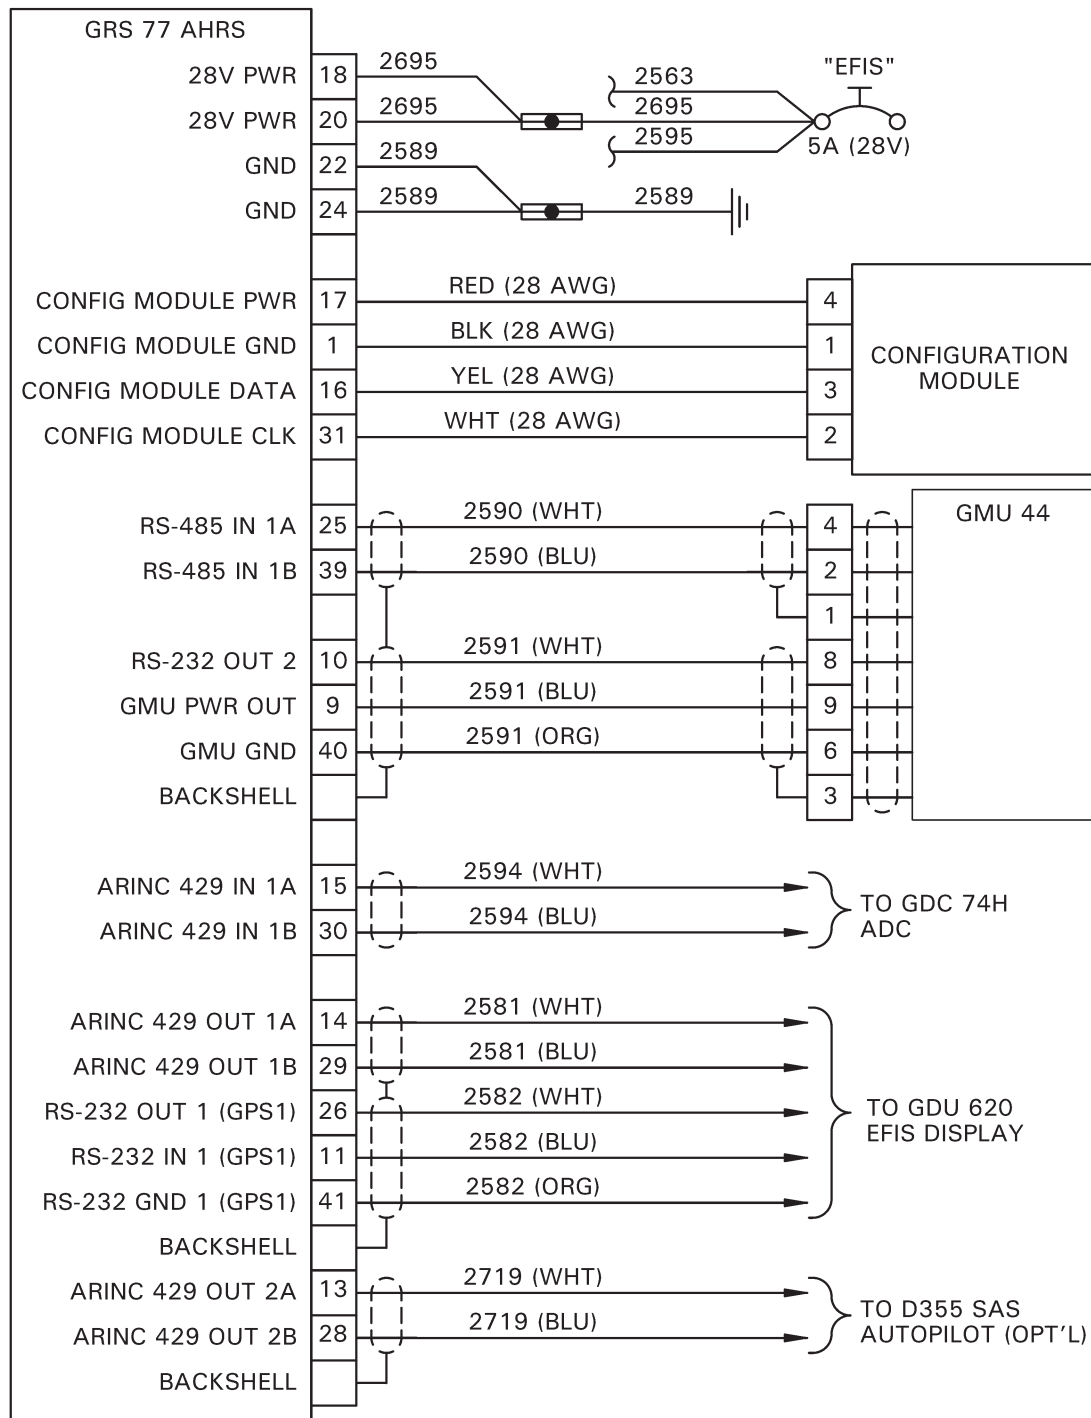 GRS 77 AHRS
28V PWR 18 2695 2563 "EFIS"
28V PWR 20 2695 2695
2595 5A (28V)
GND 22 2589
GND 24 2589 2589
CONFIG MODULE PWR 17 RED (28 AWG) 4
CONFIG MODULE GND 1 BLK (28 AWG) 1
CONFIGURATION
MODULE
CONFIG MODULE DATA 16 YEL (28 AWG) 3
CONFIG MODULE CLK 31 WHT (28 AWG) 2
GMU 44
RS-485 IN 1A 25 2590 (WHT) 4
RS-485 IN 1B 39 2590 (BLU) 2
1
RS-232 OUT 2 10 2591 (WHT) 8
GMU PWR OUT 9 2591 (BLU) 9
GMU GND 40 2591 (ORG) 6
BACKSHELL 3
ARINC 429 IN 1A 15 2594 (WHT)
ARINC 429 IN 1B 30 2594 (BLU)
TO GDC 74H
ADC
ARINC 429 OUT 1A 14 2581 (WHT)
ARINC 429 OUT 1B 29 2581 (BLU)
RS-232 OUT 1 (GPS1) 26 2582 (WHT)
TO GDU 620
EFIS DISPLAY
RS-232 IN 1 (GPS1) 11 2582 (BLU)
RS-232 GND 1 (GPS1) 41 2582 (ORG)
BACKSHELL
ARINC 429 OUT 2A 13 2719 (WHT)
ARINC 429 OUT 2B 28 2719 (BLU)
TO D355 SAS
AUTOPILOT (OPT'L)
BACKSHELL